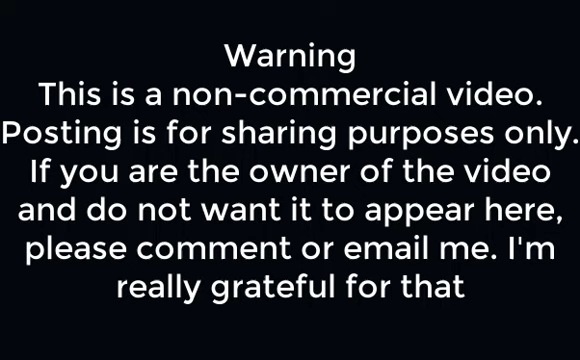 Warning
This is a non-commercial video.
Posting is for sharing purposes only.
If you are the owner of the video
and do not want it to appear here,
please comment or email me. I'm
really grateful for that